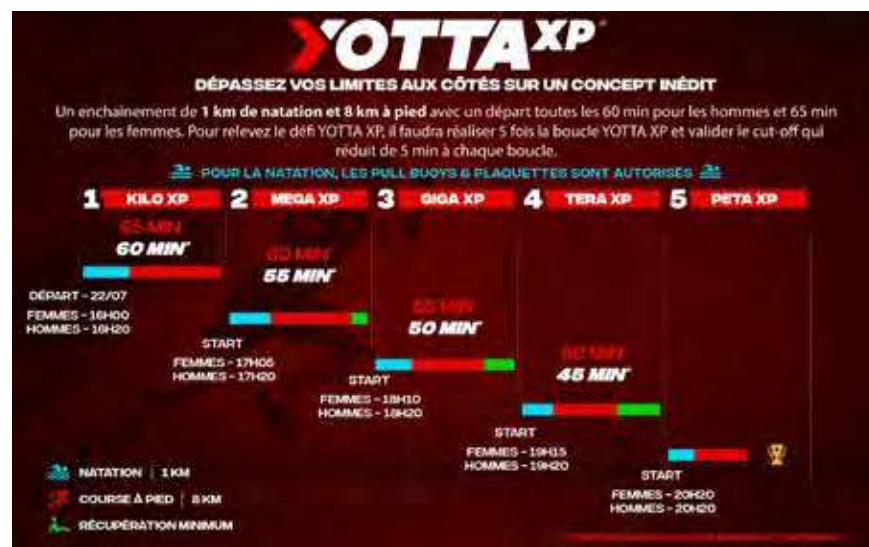 YOTTA XP
DÉPASSEZ VOS LIMITES AUX CÔTÉS SUR UN CONCEPT INÉDIT
Un enchainement de 1 km de natation et 8 km à pied avec un départ toutes les 60 min pour les hommes et 65 min
pour les femmes. Pour relevez le défi YOTTA XP, il faudra réaliser 5 fois la boucle YOTTA XP et valider le cut-off qui
réduit de 5 min à chaque boucle.
POUR LA NATATION, LES PULL BUOYS & PLAQUETTES SONT AUTORISÉS
1 KILO XP 2 MEGA XP 3 GIGA XP 4 TERA XP 5 PETA XP
65 MIN
60 MIN*
60 MIN
55 MIN*
55 MIN
50 MIN*
50 MIN
45 MIN*
DÉPART - 22/07
FEMMES - 16H00
HOMMES - 16H20
START
FEMMES - 17H05
HOMMES - 17H20
START
FEMMES - 18H10
HOMMES - 18H20
START
FEMMES - 19H15
HOMMES - 19H20
START
FEMMES - 20H20
HOMMES - 20H20
NATATION | 1 KM
COURSE À PIED | 8 KM
RÉCUPÉRATION MINIMUM